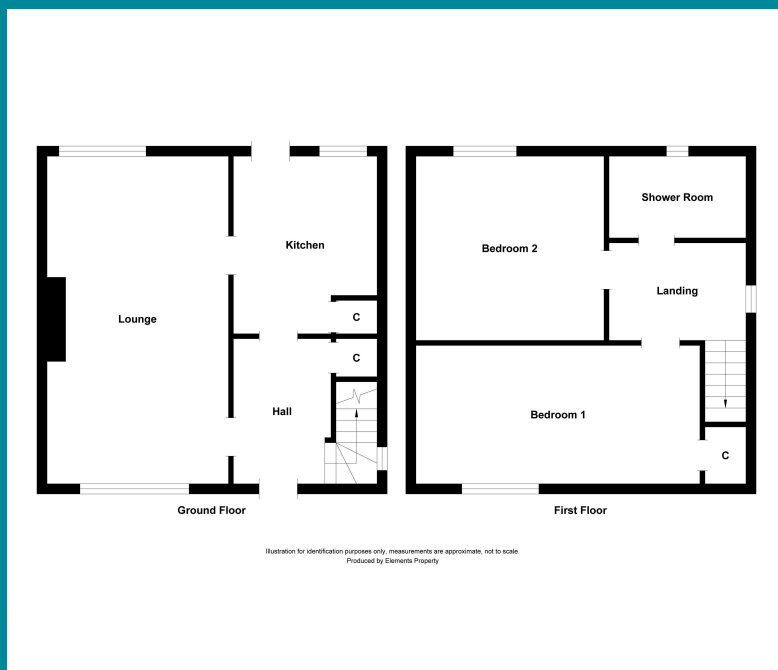 Lounge
Kitchen
C
C
Hall
Ground Floor
Bedroom 2
Shower Room
Landing
Bedroom 1
C
First Floor
Illustration for identification purposes only, measurements are approximate, not to scale.
Produced by Elements Property